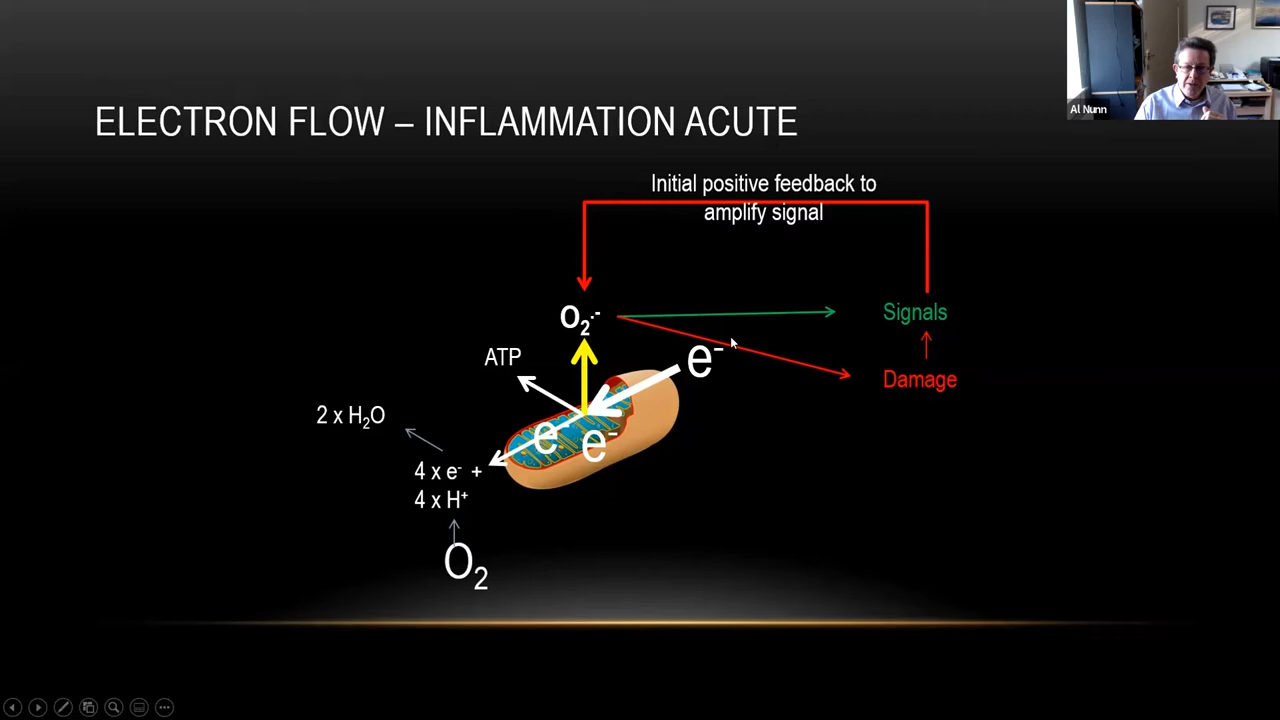 Al Nunn
ELECTRON FLOW – INFLAMMATION ACUTE
Initial positive feedback to
amplify signal
O₂·⁻
Signals
e⁻
ATP
Damage
2 x H₂O
e⁻
e⁻
4 x e⁻ +
4 x H⁺
O₂